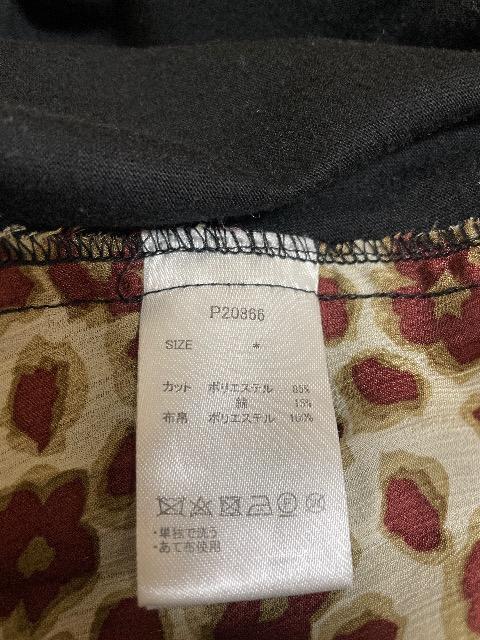 P20866
SIZE *
カット ポリエステル 85%
綿 15%
布帛 ポリエステル 100%
・単独で洗う
・あて布使用